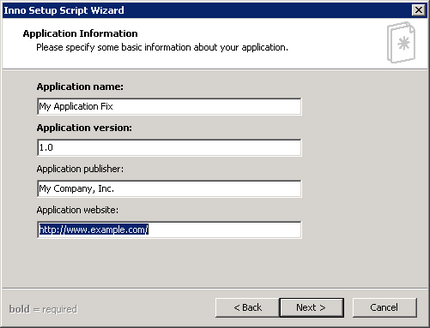 Inno Setup Script Wizard
Application Information
Please specify some basic information about your application.
Application name:
My Application Fix
Application version:
1.0
Application publisher:
My Company, Inc.
Application website:
http://www.example.com/
bold = required
< Back
Next >
Cancel